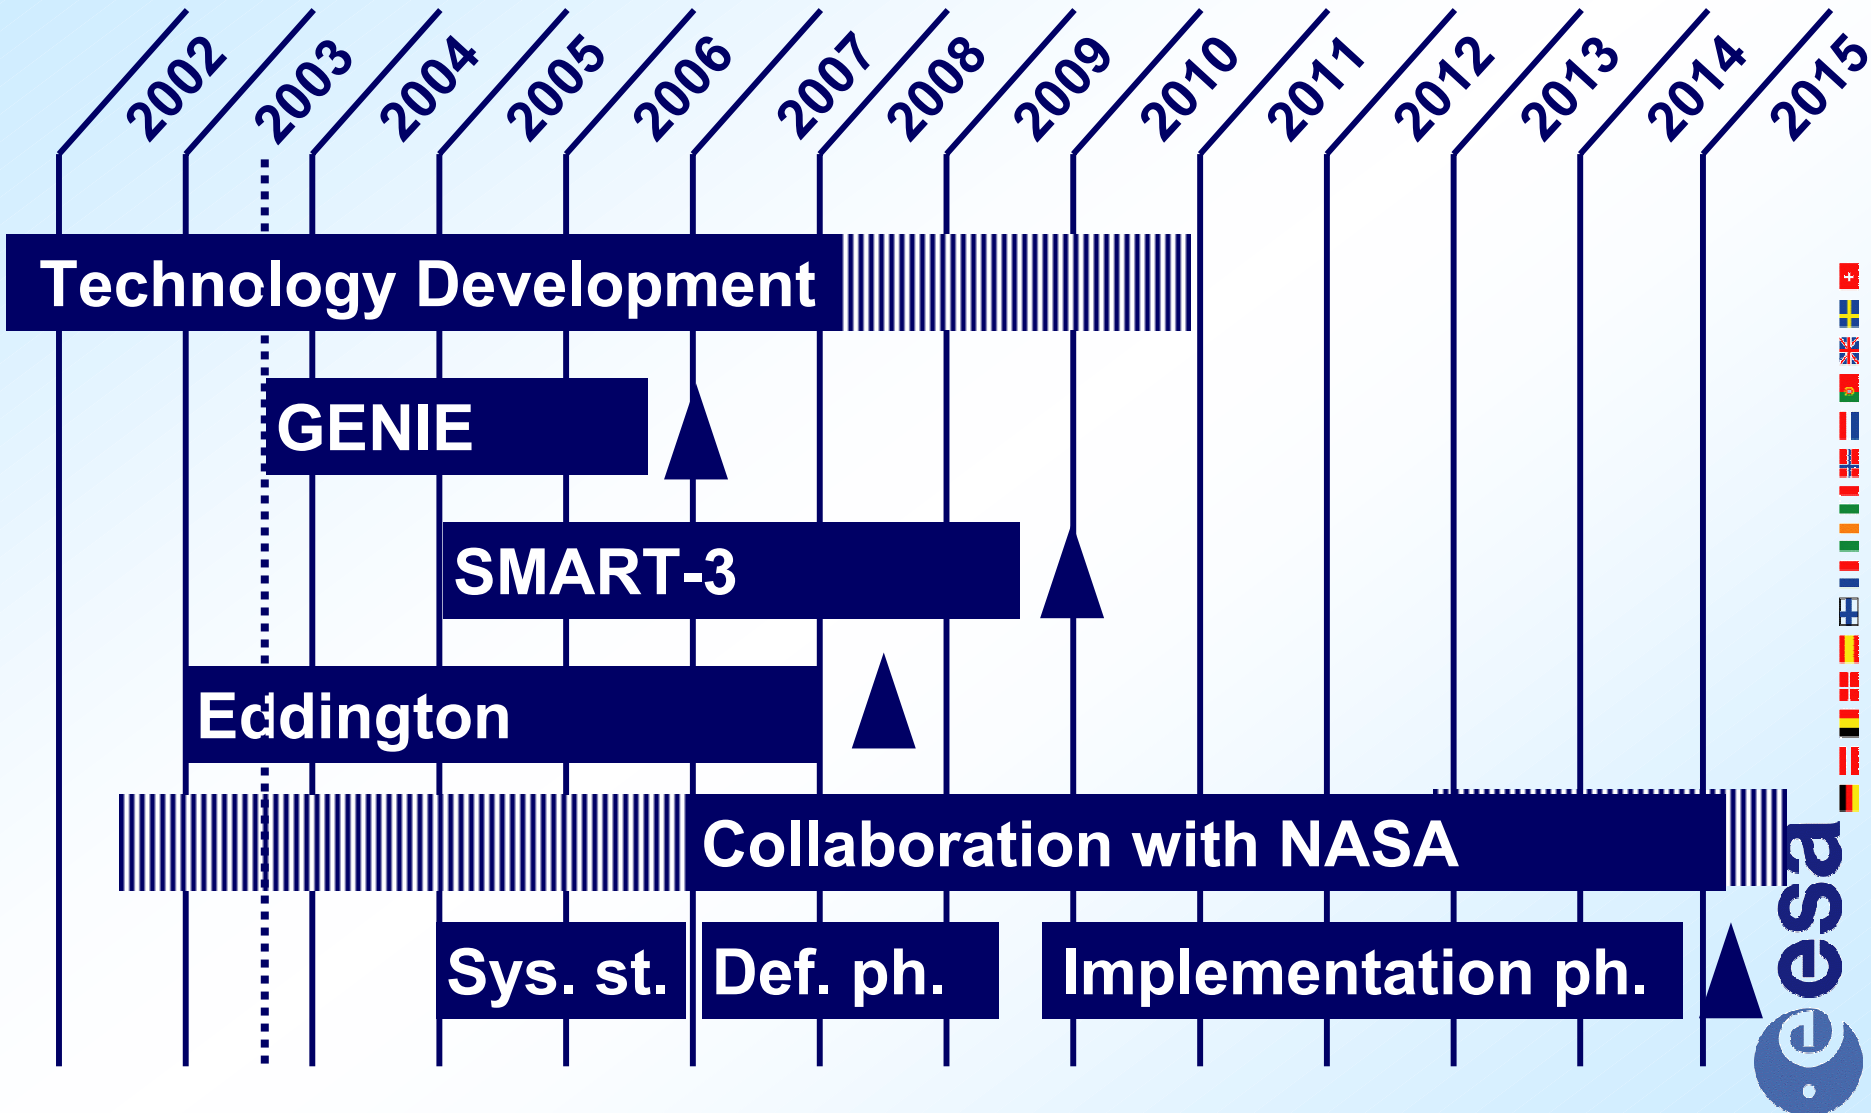 2002 2003 2004 2005 2006 2007 2008 2009 2010 2011 2012 2013 2014 2015
Technology Development
GENIE
SMART-3
Eddington
Collaboration with NASA
Sys. st. Def. ph. Implementation ph.
esa